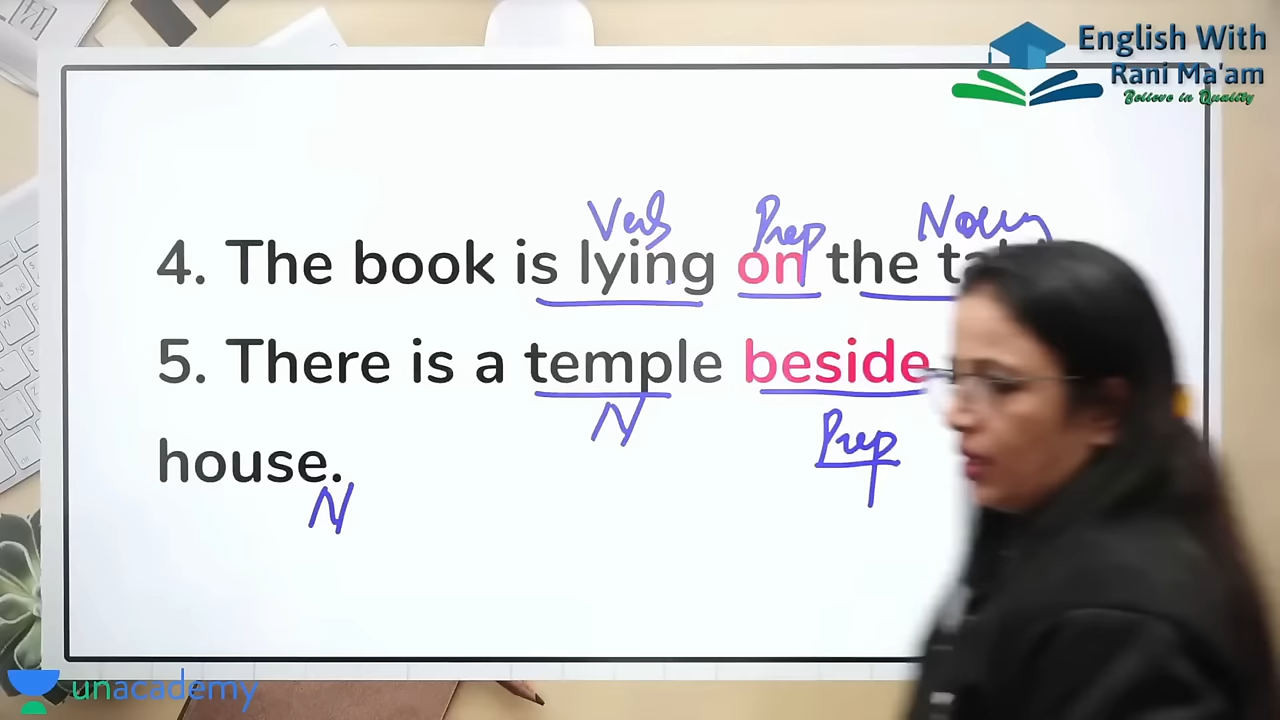 English With
Rani Ma'am
Believe in Quality
Verb Prep Noun
4. The book is lying on the
5. There is a temple beside
N Prep
house.
N
unacademy